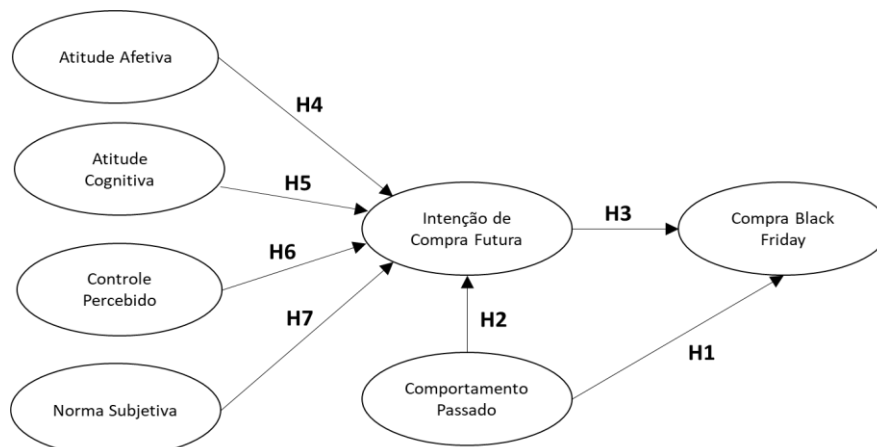 Atitude Afetiva
H4
Atitude
Cognitiva
H5
Intenção de
Compra Futura
H3
Compra Black
Friday
H6
Controle
Percebido
H7
H2
H1
Norma Subjetiva
Comportamento
Passado